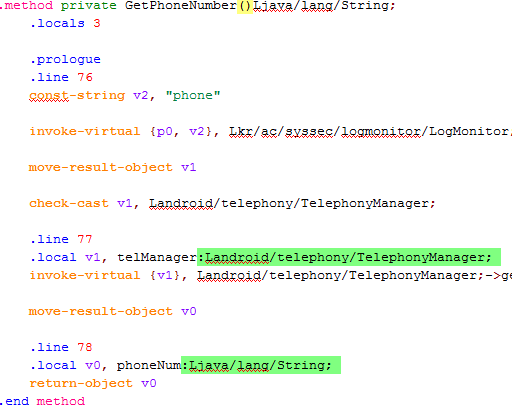 .method private GetPhoneNumber()Ljava/lang/String;
.locals 3
.prologue
.line 76
const-string v2, "phone"
invoke-virtual {p0, v2}, Lkr/ac/syssec/logmonitor/LogMonitor
move-result-object v1
check-cast v1, Landroid/telephony/TelephonyManager;
.line 77
.local v1, telManager:Landroid/telephony/TelephonyManager;
invoke-virtual {v1}, Landroid/telephony/TelephonyManager;->ge
move-result-object v0
.line 78
.local v0, phoneNum:Ljava/lang/String;
return-object v0
.end method